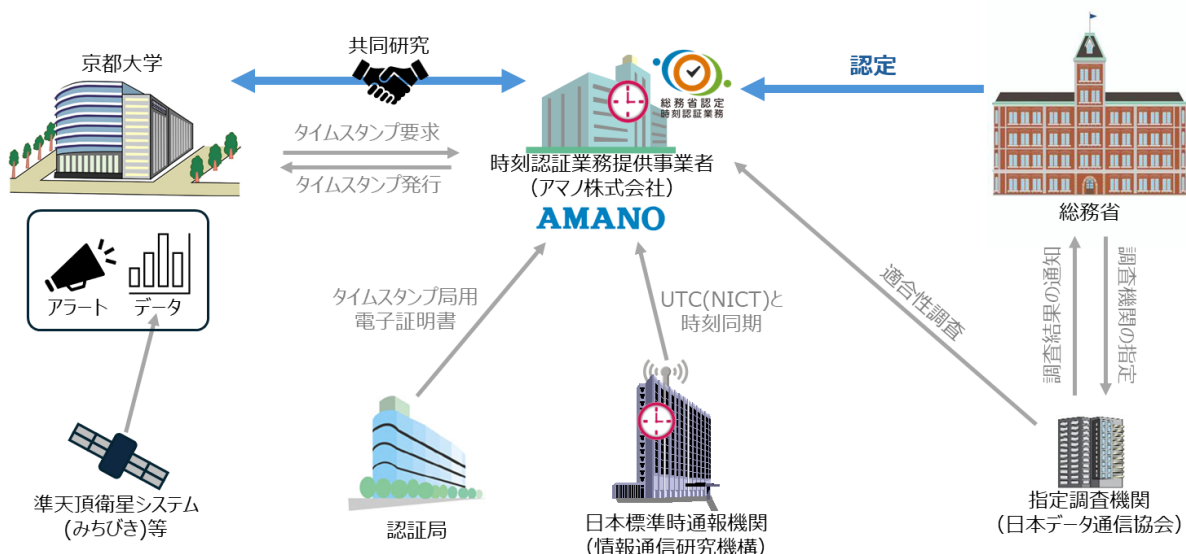 共同研究
京都大学
認定
総務省認定
時刻認証業務
タイムスタンプ要求
タイムスタンプ発行
時刻認証業務提供事業者
（アマノ株式会社）
AMANO
総務省
アラート
データ
タイムスタンプ局用
電子証明書
UTC(NICT)と
時刻同期
適合性調査
調査結果の通知
調査機関の指定
準天頂衛星システム
(みちびき)等
認証局
日本標準時通報機関
（情報通信研究機構）
指定調査機関
（日本データ通信協会）